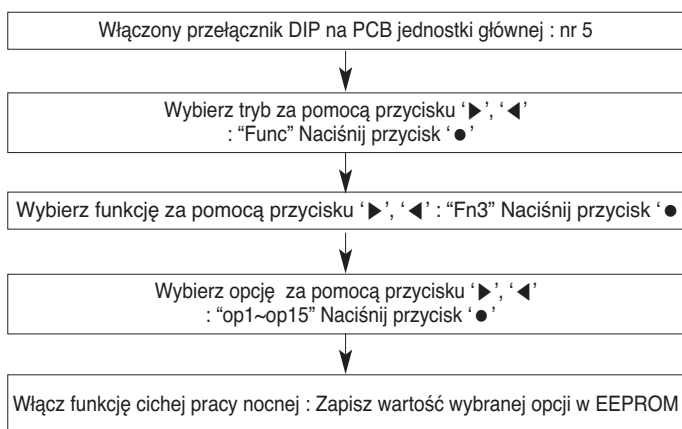 Włączony przełącznik DIP na PCB jednostki głównej : nr 5
Wybierz tryb za pomocą przycisku ‘▶’, ‘◀’
: “Func” Naciśnij przycisk ‘●’
Wybierz funkcję za pomocą przycisku ‘▶’, ‘◀’ : “Fn3” Naciśnij przycisk ‘●
Wybierz opcję za pomocą przycisku ‘▶’, ‘◀’
: “op1~op15” Naciśnij przycisk ‘●’
Włącz funkcję cichej pracy nocnej : Zapisz wartość wybranej opcji w EEPROM